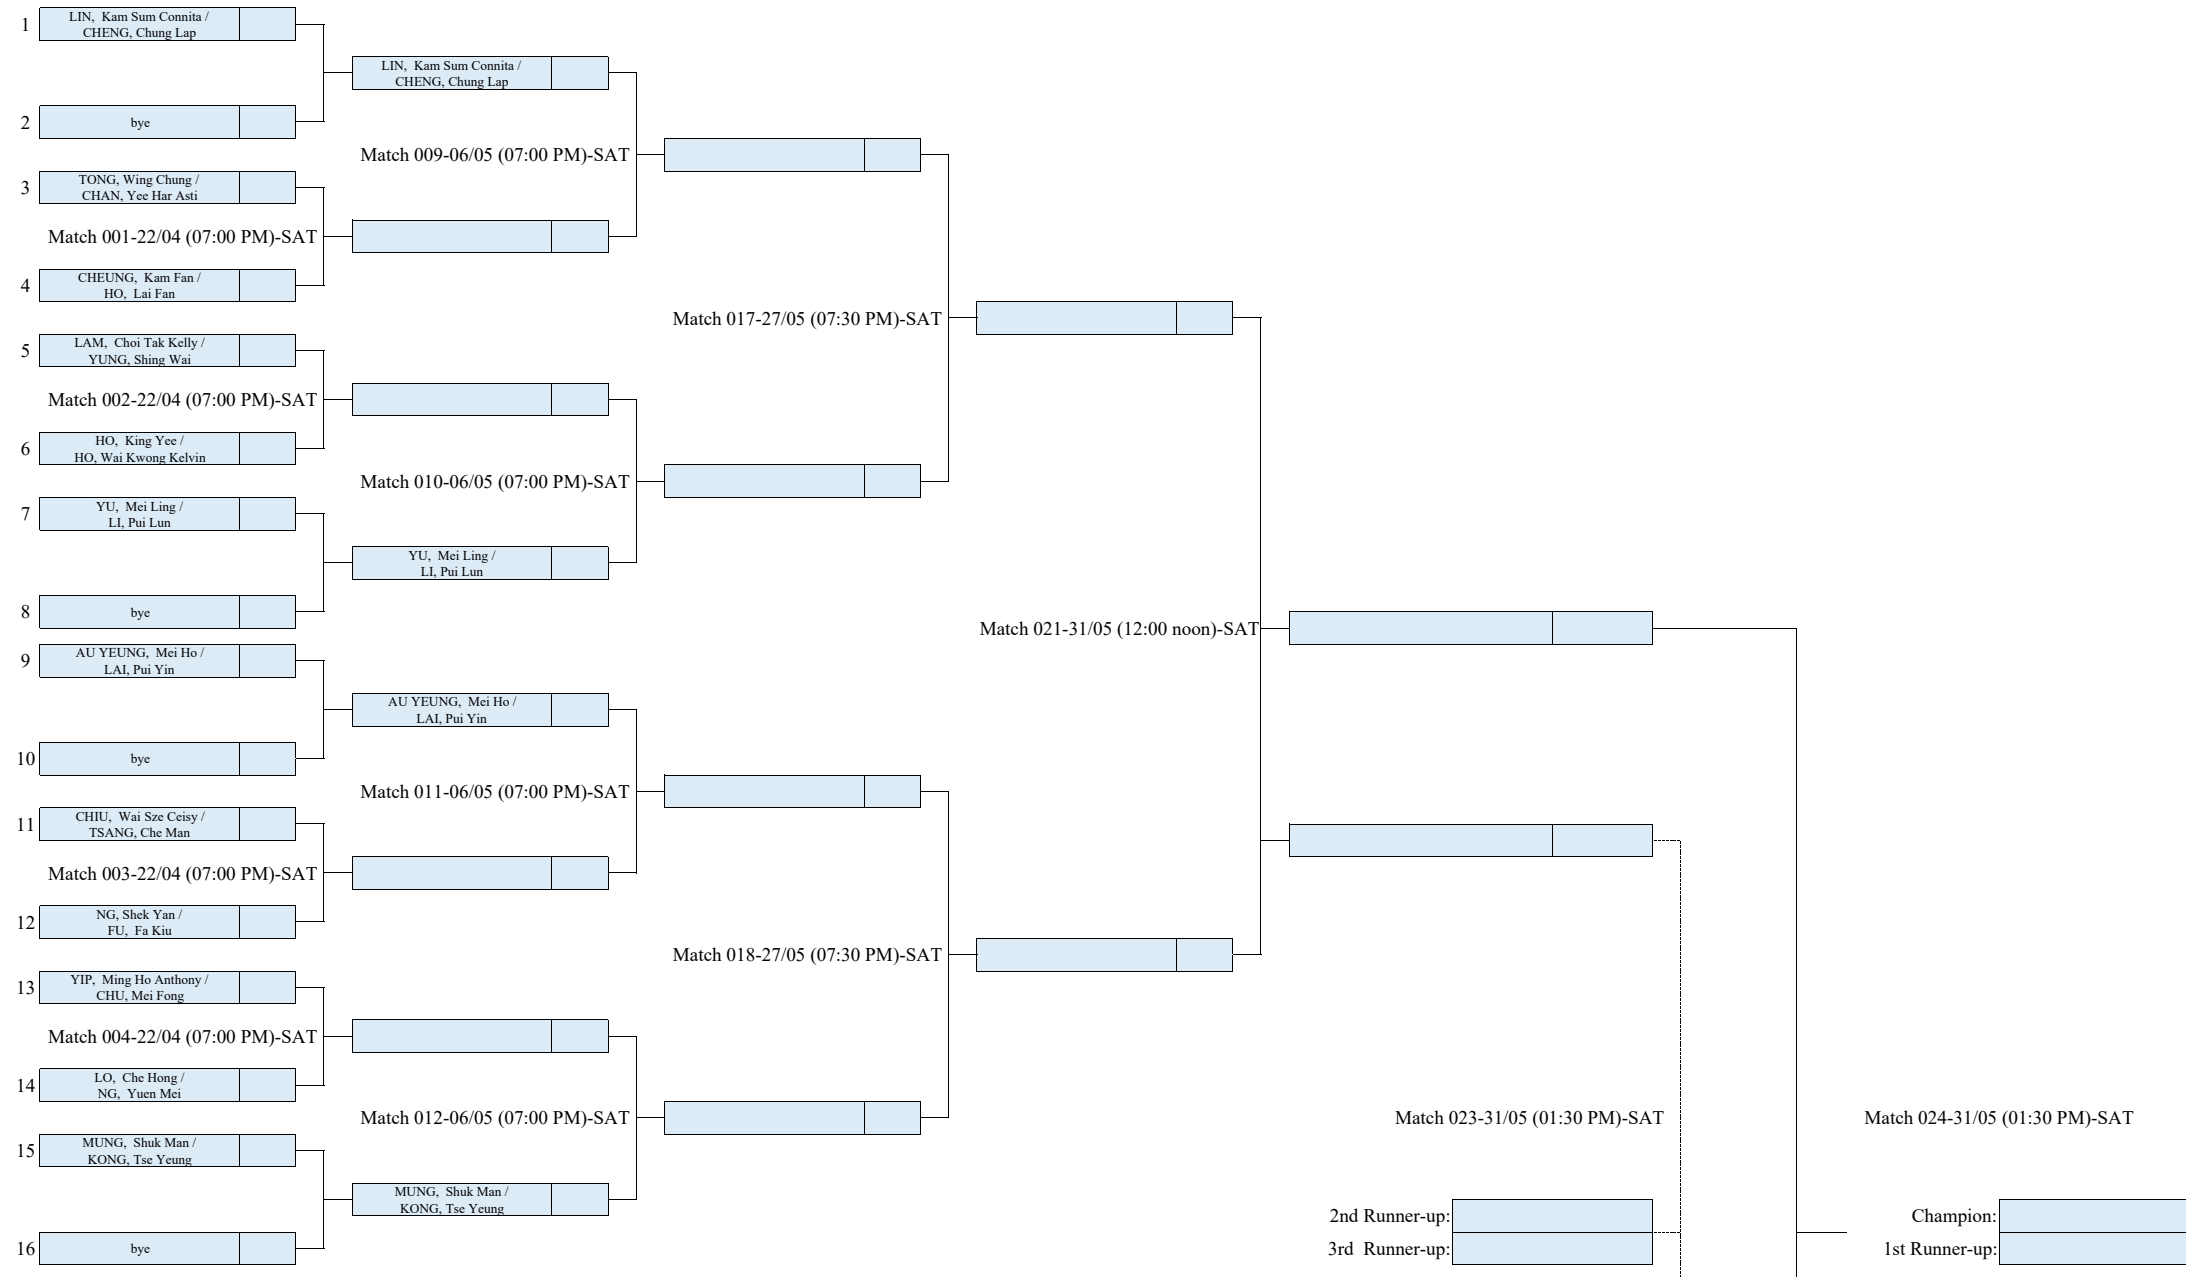 1
LIN, Kam Sum Connita /
CHENG, Chung Lap
LIN, Kam Sum Connita /
CHENG, Chung Lap
2
bye
Match 009-06/05 (07:00 PM)-SAT
3
TONG, Wing Chung /
CHAN, Yee Har Asti
Match 001-22/04 (07:00 PM)-SAT
4
CHEUNG, Kam Fan /
HO, Lai Fan
Match 017-27/05 (07:30 PM)-SAT
5
LAM, Choi Tak Kelly /
YUNG, Shing Wai
Match 002-22/04 (07:00 PM)-SAT
6
HO, King Yee /
HO, Wai Kwong Kelvin
Match 010-06/05 (07:00 PM)-SAT
7
YU, Mei Ling /
LI, Pui Lun
YU, Mei Ling /
LI, Pui Lun
8
bye
Match 021-31/05 (12:00 noon)-SAT
9
AU YEUNG, Mei Ho /
LAI, Pui Yin
AU YEUNG, Mei Ho /
LAI, Pui Yin
10
bye
Match 011-06/05 (07:00 PM)-SAT
11
CHIU, Wai Sze Ceisy /
TSANG, Che Man
Match 003-22/04 (07:00 PM)-SAT
12
NG, Shek Yan /
FU, Fa Kiu
Match 018-27/05 (07:30 PM)-SAT
13
YIP, Ming Ho Anthony /
CHU, Mei Fong
Match 004-22/04 (07:00 PM)-SAT
14
LO, Che Hong /
NG, Yuen Mei
Match 012-06/05 (07:00 PM)-SAT
Match 023-31/05 (01:30 PM)-SAT
Match 024-31/05 (01:30 PM)-SAT
15
MUNG, Shuk Man /
KONG, Tse Yeung
MUNG, Shuk Man /
KONG, Tse Yeung
16
bye
2nd Runner-up:
3rd Runner-up:
Champion:
1st Runner-up: